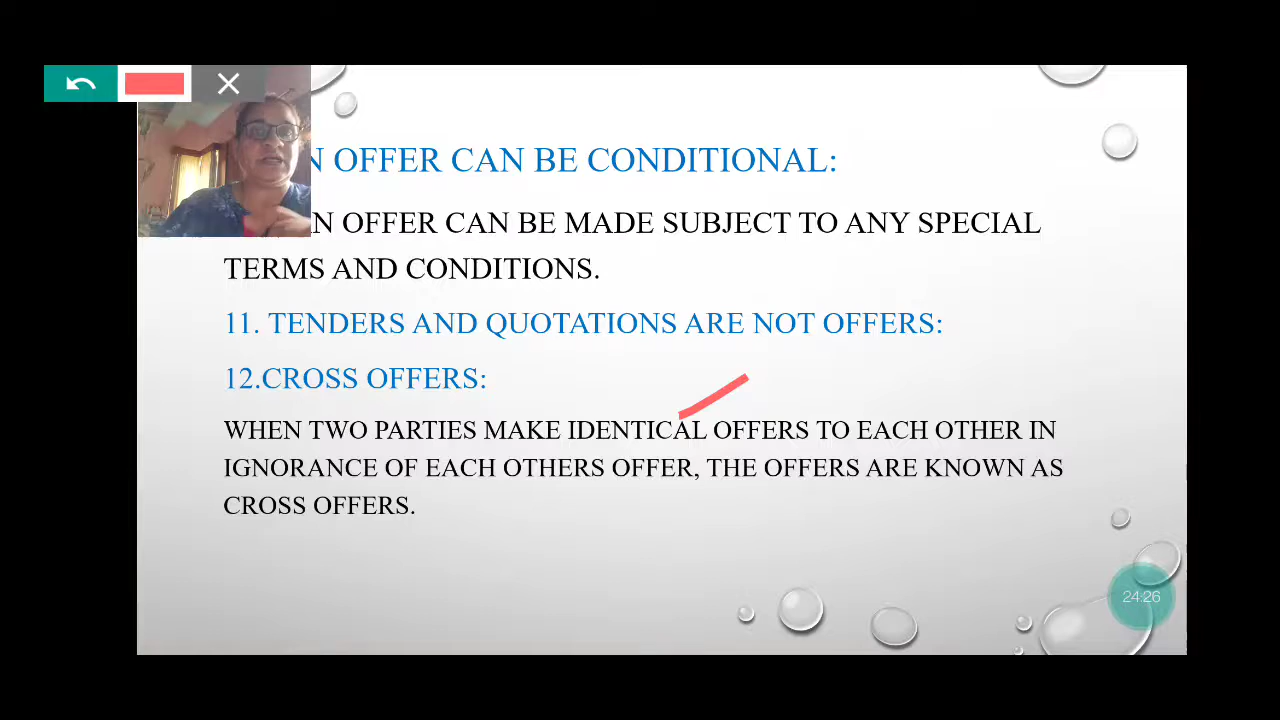 OFFER CAN BE CONDITIONAL:
OFFER CAN BE MADE SUBJECT TO ANY SPECIAL
TERMS AND CONDITIONS.
11. TENDERS AND QUOTATIONS ARE NOT OFFERS:
12.CROSS OFFERS:
WHEN TWO PARTIES MAKE IDENTICAL OFFERS TO EACH OTHER IN
IGNORANCE OF EACH OTHERS OFFER, THE OFFERS ARE KNOWN AS
CROSS OFFERS.
24:26